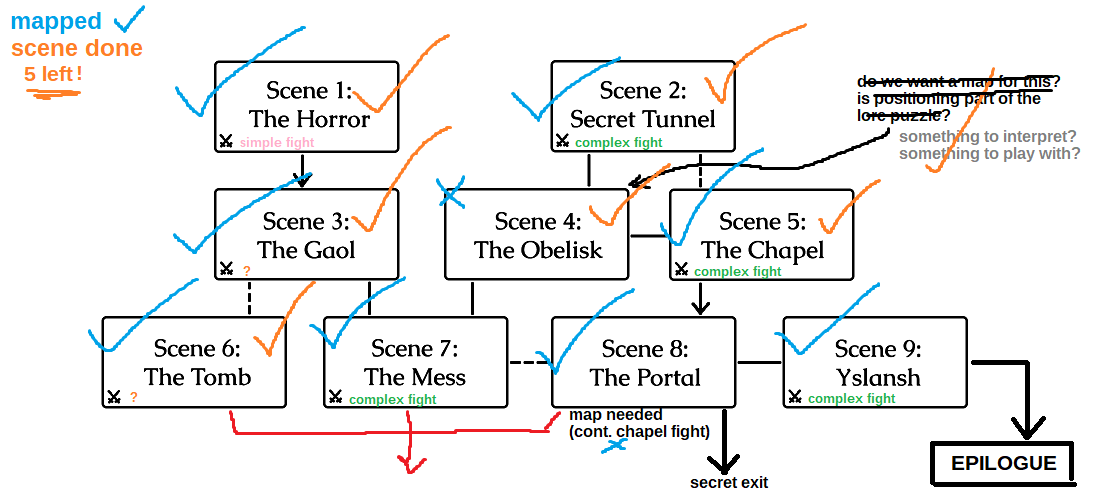 mapped
scene done
5 left!
Scene 1:
The Horror
simple fight
Scene 2:
Secret Tunnel
complex fight
do we want a map for this?
is positioning part of the
lore puzzle?
something to interpret?
something to play with?
Scene 3:
The Gaol
?
Scene 4:
The Obelisk
Scene 5:
The Chapel
complex fight
Scene 6:
The Tomb
?
Scene 7:
The Mess
complex fight
Scene 8:
The Portal
Scene 9:
Yslansh
complex fight
map needed
(cont. chapel fight)
secret exit
EPILOGUE